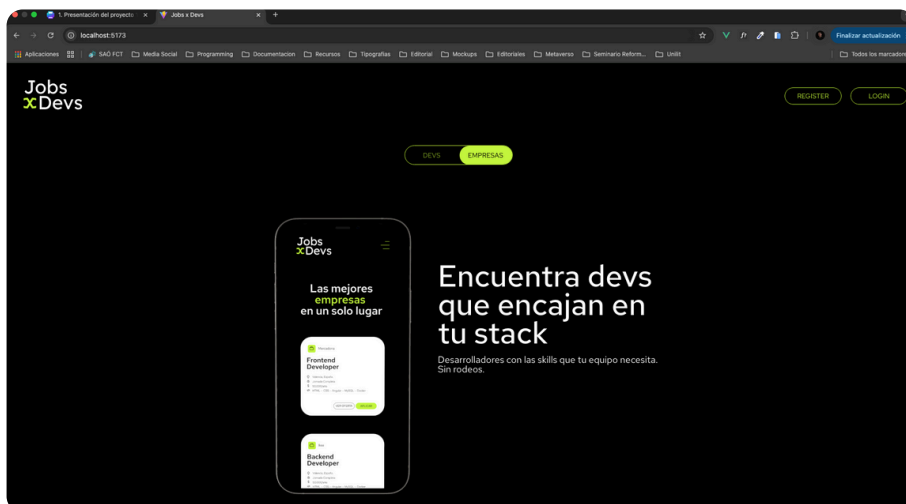 1. Presentación del proyecto
Jobs x Devs
localhost:5173
Finalizar actualización
Aplicaciones
SAÓ FCT
Media Social
Programming
Documentacion
Recursos
Tipografías
Editorial
Mockups
Editoriales
Metaverso
Seminario Reform...
Unlit
Todos los marcadores
Jobs
xDevs
REGISTER
LOGIN
DEVS
EMPRESAS
Jobs
xDevs
Las mejores
empresas
en un solo lugar
Frontend
Developer
Backend
Developer
Encuentra devs
que encajan en
tu stack
Desarrolladores con las skills que tu equipo necesita.
Sin rodeos.